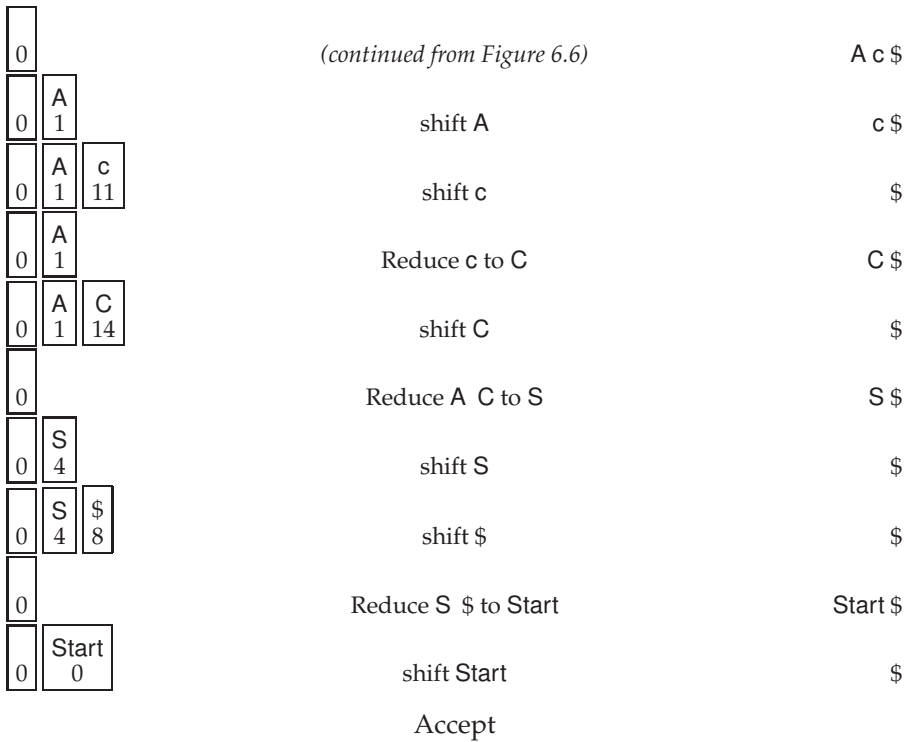 0 (continued from Figure 6.6) A c $
A
0 1 shift A c $
A c
0 1 11 shift c $
A
0 1 Reduce c to C C $
A C
0 1 14 shift C $
0 Reduce A C to S S $
S
0 4 shift S $
S $
0 4 8 shift $ $
0 Reduce S $ to Start Start $
Start
0 0 shift Start $
Accept